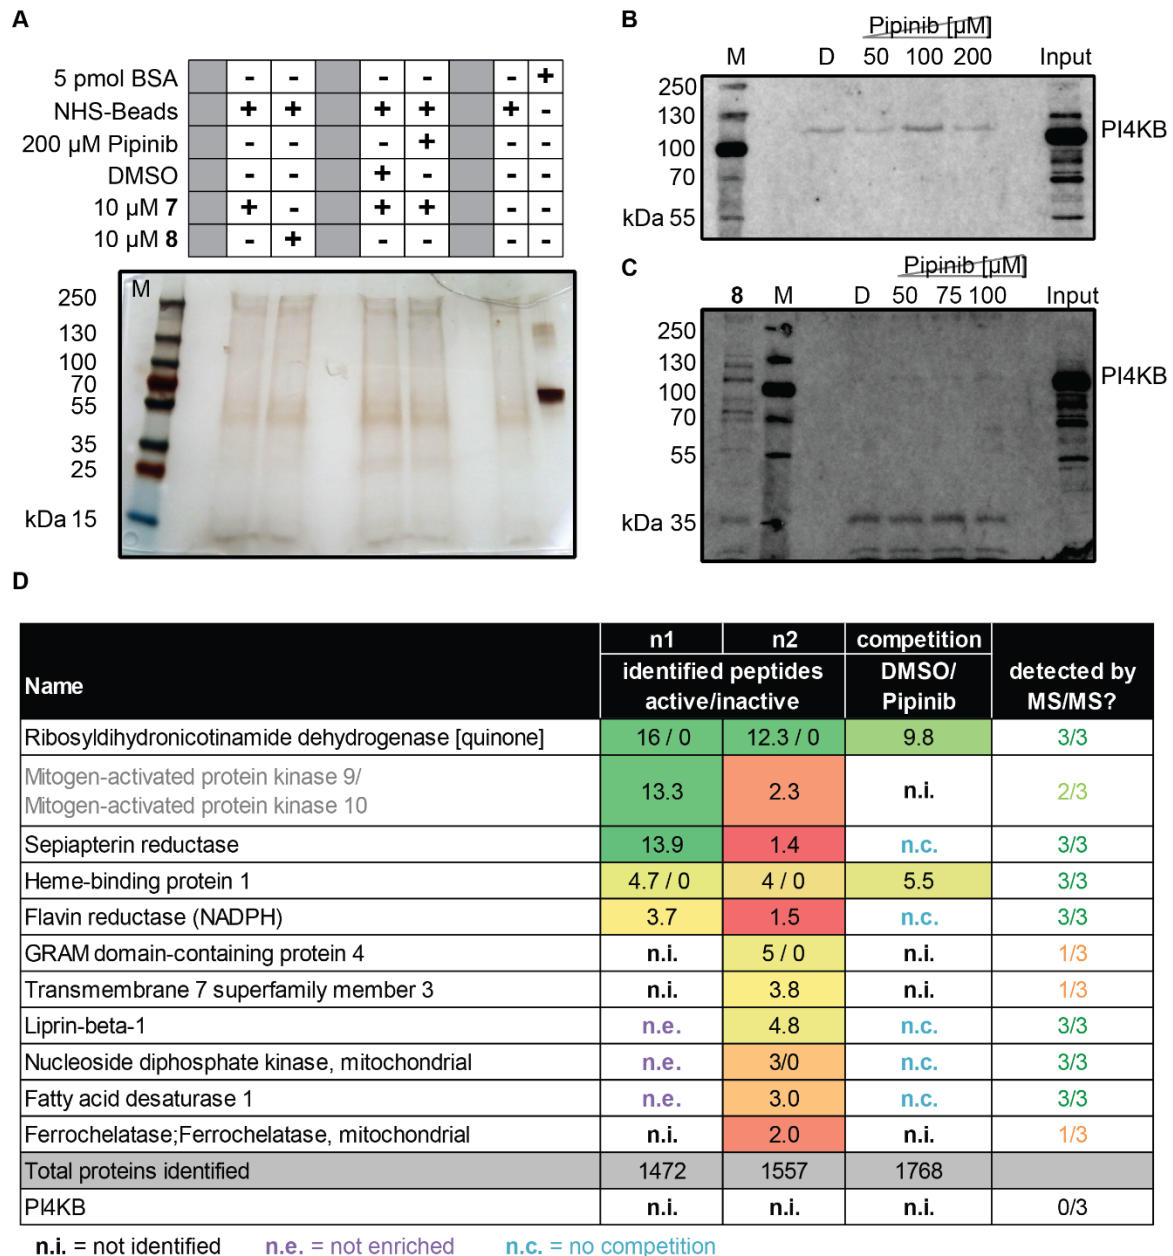 A
5 pmol BSA - - - - - +
NHS-Beads + + + + + -
200 µM Pipinib - - - + - -
DMSO - - + - - -
10 µM 7 + - + + - -
10 µM 8 - + - - - -
M
250
130
100
70
55
35
25
kDa 15
B
Pipinib [µM]
M D 50 100 200 Input
250
130
100
70
kDa 55
PI4KB
C
Pipinib [µM]
8 M D 50 75 100 Input
250
130
100
70
55
kDa 35
PI4KB
D
n1 n2 competition
Name identified peptides active/inactive DMSO/ Pipinib detected by MS/MS?
Ribosyldihydronicotinamide dehydrogenase [quinone] 16 / 0 12.3 / 0 9.8 3/3
Mitogen-activated protein kinase 9/
Mitogen-activated protein kinase 10 13.3 2.3 n.i. 2/3
Sepiapterin reductase 13.9 1.4 n.c. 3/3
Heme-binding protein 1 4.7 / 0 4 / 0 5.5 3/3
Flavin reductase (NADPH) 3.7 1.5 n.c. 3/3
GRAM domain-containing protein 4 n.i. 5 / 0 n.i. 1/3
Transmembrane 7 superfamily member 3 n.i. 3.8 n.i. 1/3
Liprin-beta-1 n.e. 4.8 n.c. 3/3
Nucleoside diphosphate kinase, mitochondrial n.e. 3/0 n.c. 3/3
Fatty acid desaturase 1 n.e. 3.0 n.c. 3/3
Ferrochelatase;Ferrochelatase, mitochondrial n.i. 2.0 n.i. 1/3
Total proteins identified 1472 1557 1768
PI4KB n.i. n.i. n.i. 0/3
n.i. = not identified n.e. = not enriched n.c. = no competition